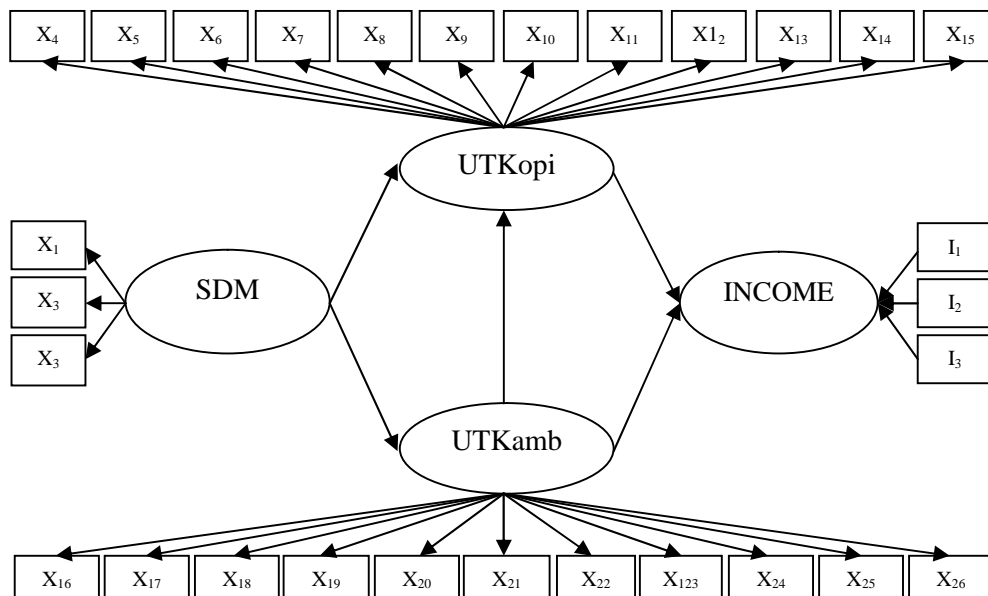 X₄ X₅ X₆ X₇ X₈ X₉ X₁₀ X₁₁ X1₂ X₁₃ X₁₄ X₁₅
UTKopi
X₁
X₃
X₃
SDM
INCOME
I₁
I₂
I₃
UTKamb
X₁₆ X₁₇ X₁₈ X₁₉ X₂₀ X₂₁ X₂₂ X₁₂₃ X₂₄ X₂₅ X₂₆